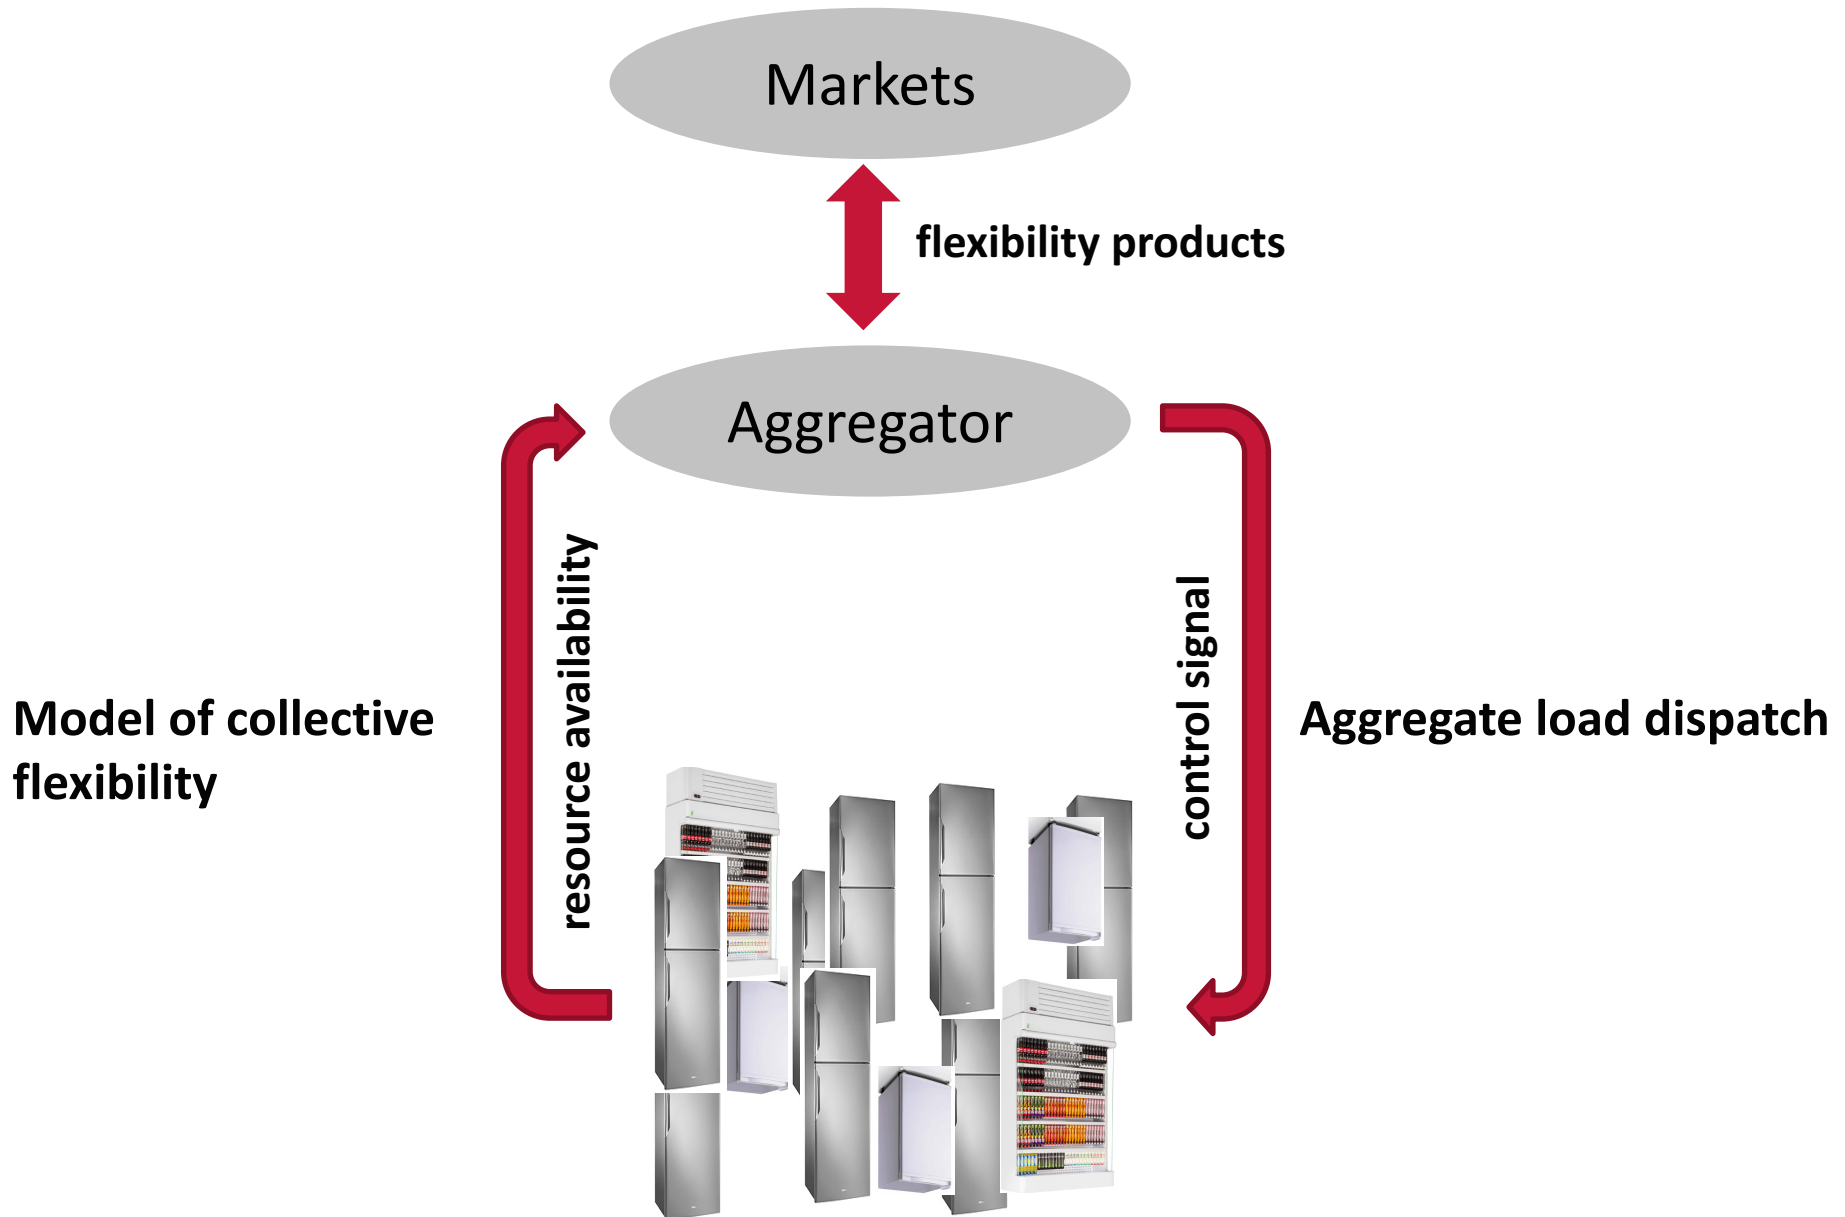 Markets
flexibility products
Aggregator
resource availability
control signal
Model of collective
flexibility
Aggregate load dispatch